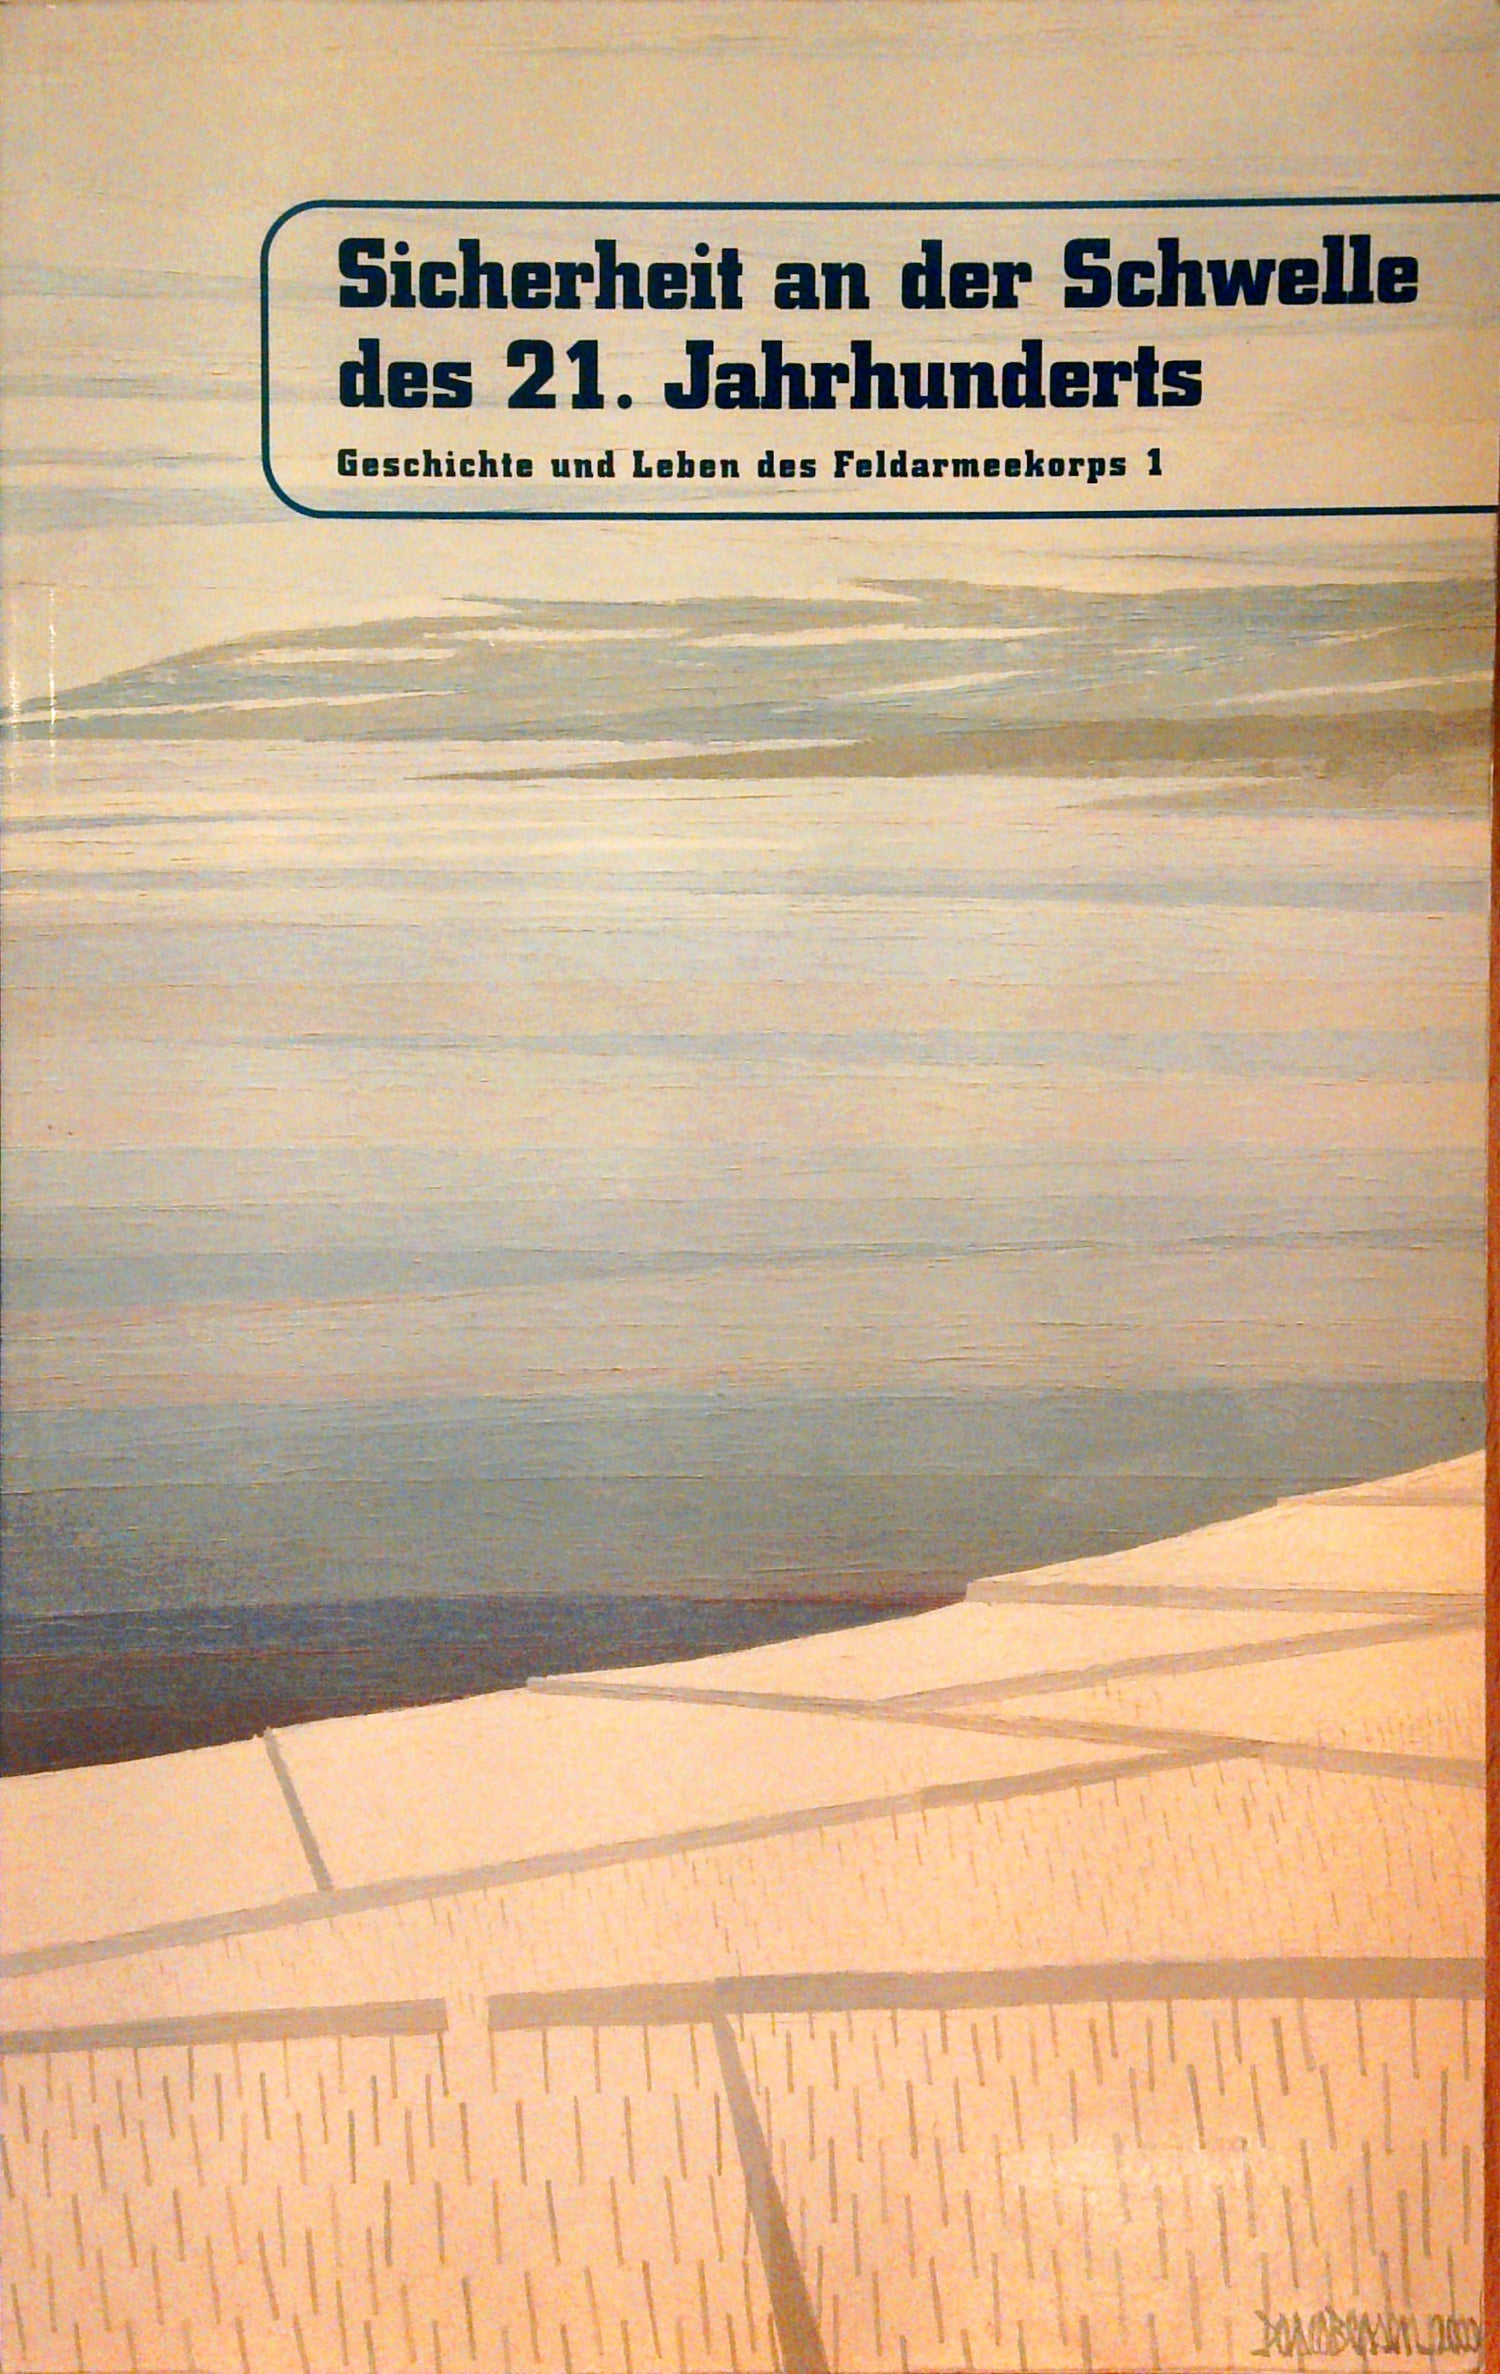 Sicherheit an der Schwelle
des 21. Jahrhunderts
Geschichte und Leben des Feldarmeekorps 1